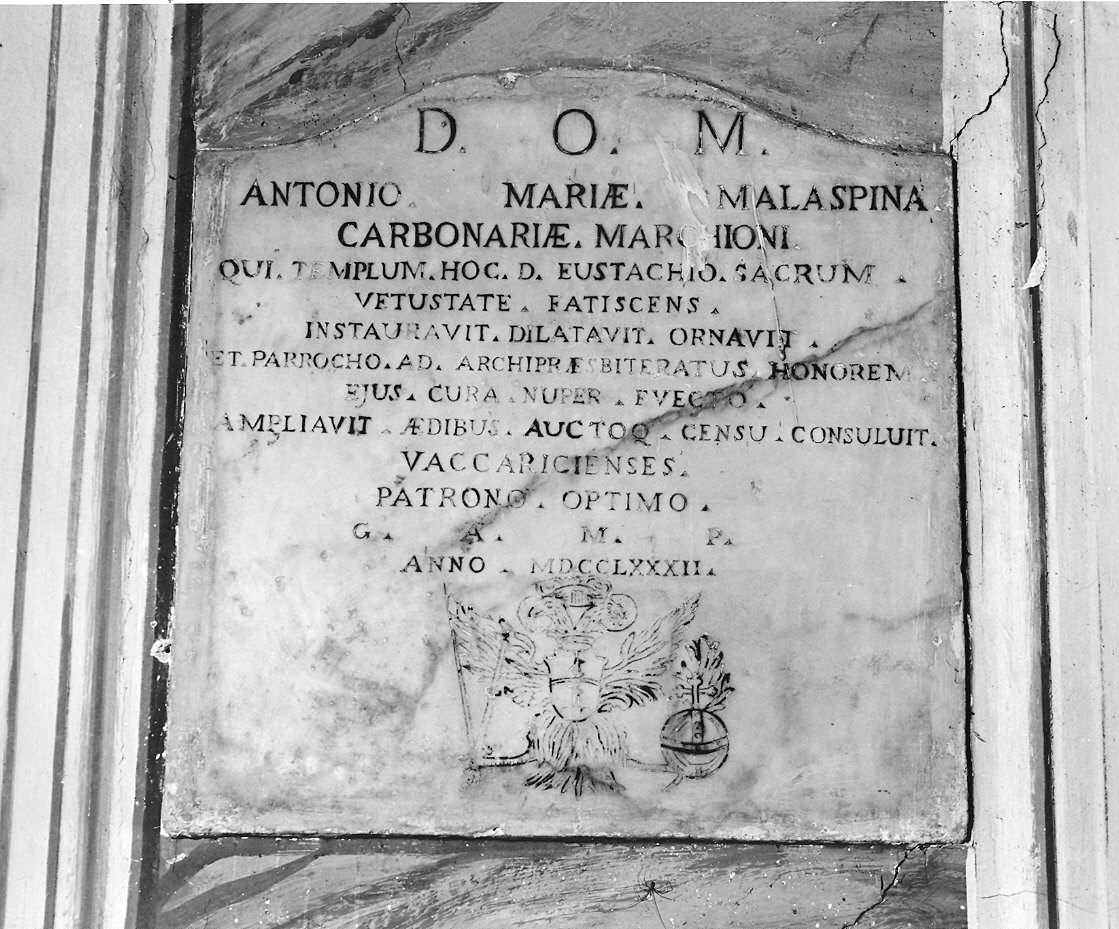 D. O. M.
ANTONIO. MARIÆ. MALASPINA.
CARBONARIÆ. MARCHIONI.
QUI. TEMPLUM. HOC. D. EUSTACHIO. SACRUM.
VETUSTATE. FATISCENS.
INSTAURAVIT. DILATAVIT. ORNAVIT.
ET. PARROCHO. AD. ARCHIPRÆSBITERATUS. HONOREM
EJUS. CURA. NUPER. EVECTO.
AMPLIAVIT. ÆDIBUS. AUCTOQ. CENSU. CONSULUIT.
VACCARICIENSES.
PATRONO. OPTIMO.
G. A. M. P.
ANNO. MDCCLXXXII.